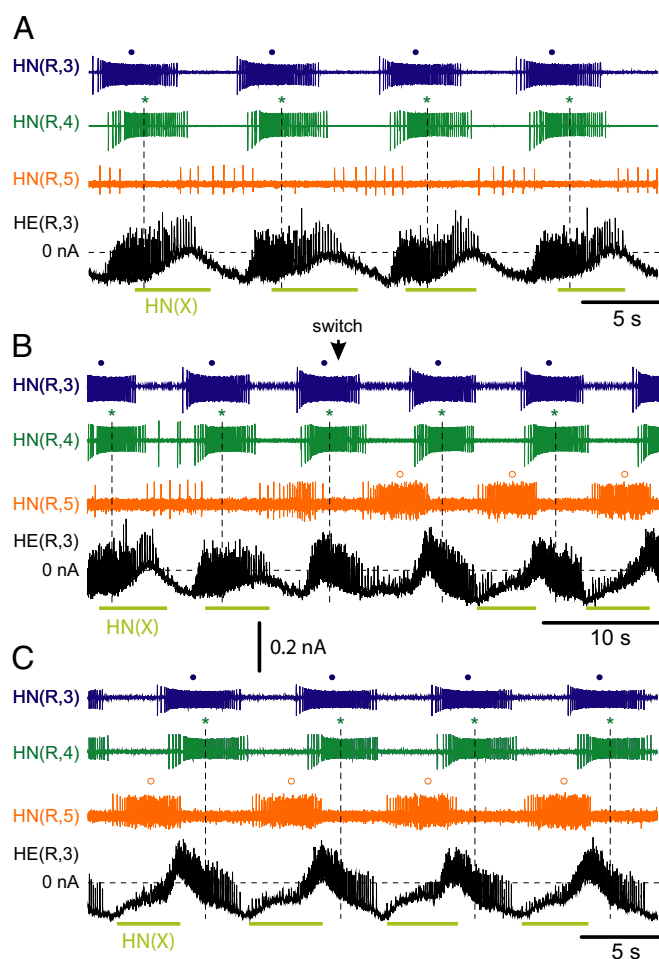 A
HN(R,3)
*
*
*
*
HN(R,4)
HN(R,5)
HE(R,3)
0 nA
HN(X)
5 s
switch
B
HN(R,3)
*
*
*
*
*
HN(R,4)
HN(R,5)
HE(R,3)
0 nA
HN(X)
10 s
0.2 nA
C
HN(R,3)
*
*
*
*
HN(R,4)
HN(R,5)
HE(R,3)
0 nA
HN(X)
5 s